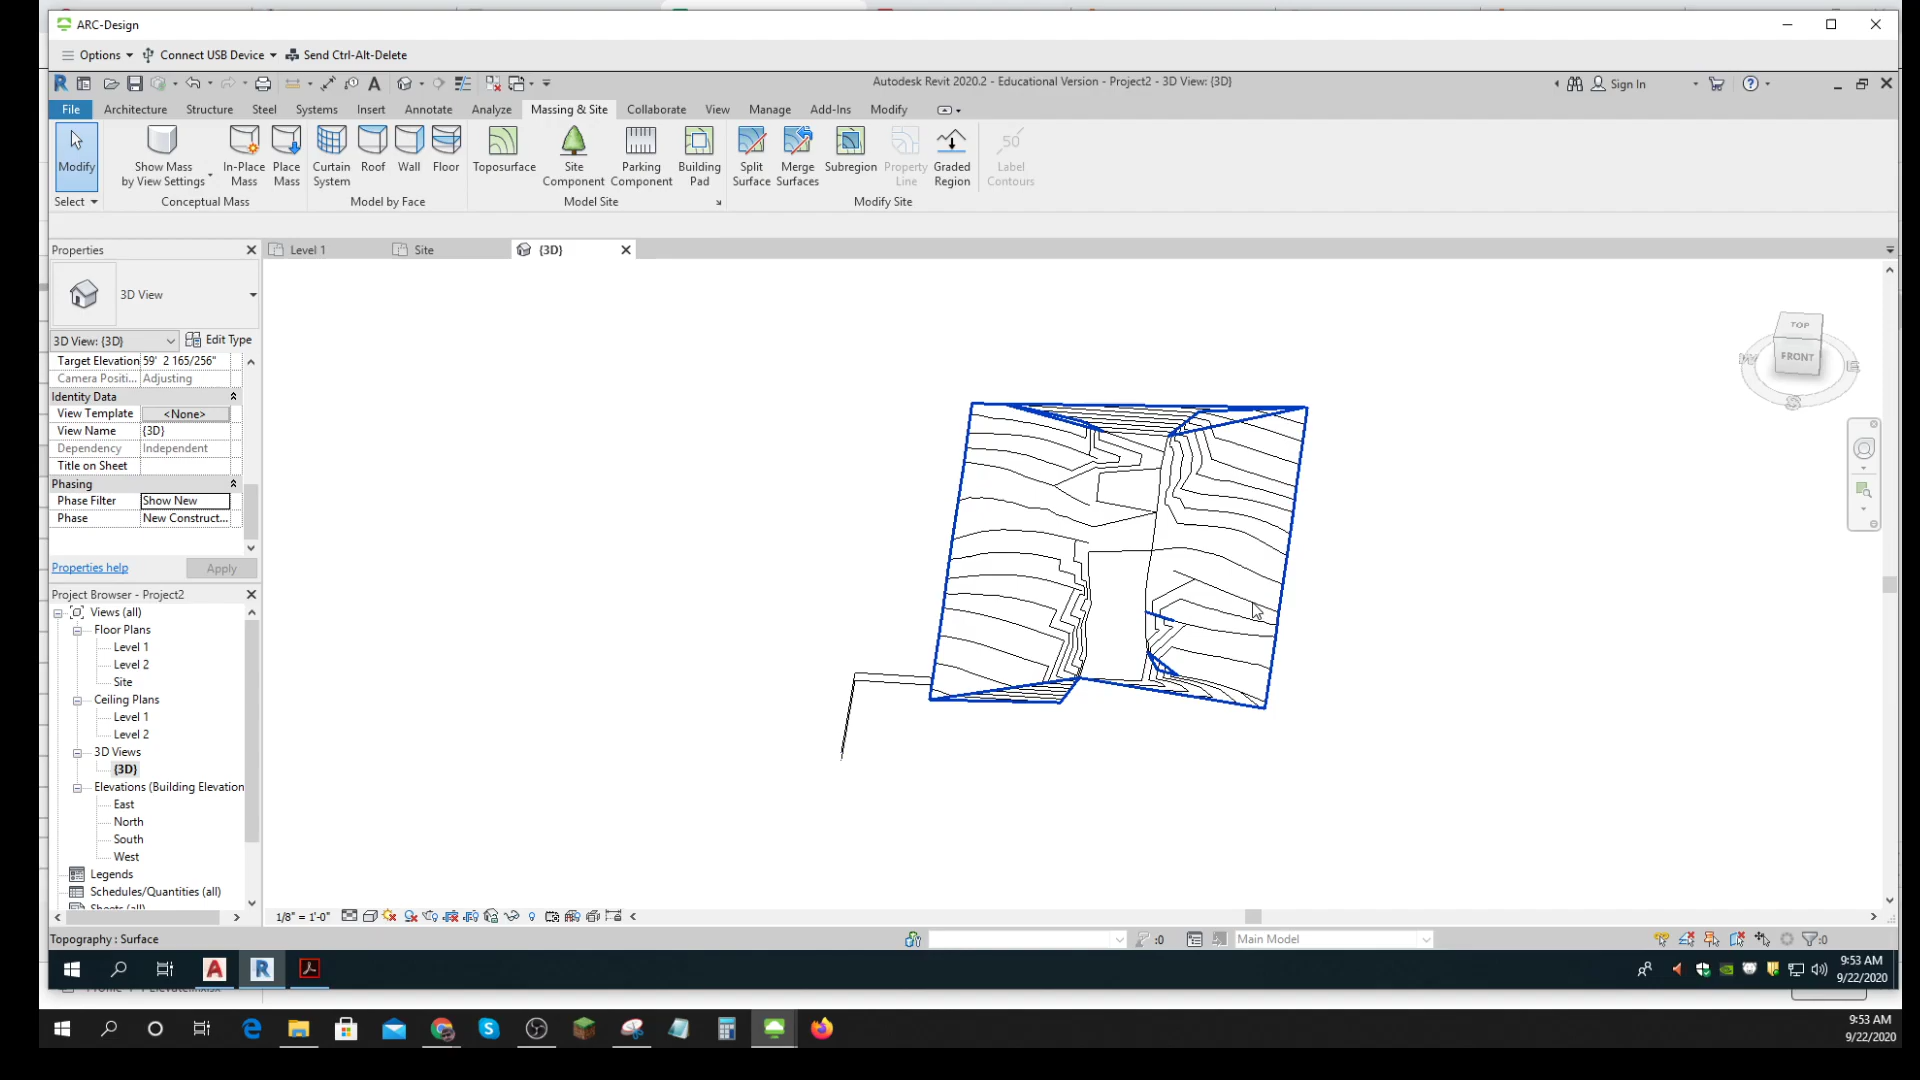 ARC-Design
Options Connect USB Device Send Ctrl-Alt-Delete
Autodesk Revit 2020.2 - Educational Version - Project2 - 3D View: {3D}
Sign In
File Architecture Structure Steel Systems Insert Annotate Analyze Massing & Site Collaborate View Manage Add-Ins Modify
Modify
Show Mass
by View Settings
In-Place
Mass
Place
Mass
Curtain
System
Roof
Wall
Floor
Toposurface
Site
Component
Parking
Component
Building
Pad
Split
Surface
Merge
Surfaces
Subregion
Property
Line
Graded
Region
50
Label
Contours
Select Conceptual Mass Model by Face Model Site Modify Site
Properties
Level 1 Site {3D}
3D View
3D View: {3D} Edit Type
Target Elevation 59' 2 165/256"
Camera Positi... Adjusting
Identity Data
View Template <None>
View Name {3D}
Dependency Independent
Title on Sheet
Phasing
Phase Filter Show New
Phase New Construct...
Properties help Apply
TOP
FRONT
E
S
Project Browser - Project2
Views (all)
Floor Plans
Level 1
Level 2
Site
Ceiling Plans
Level 1
Level 2
3D Views
{3D}
Elevations (Building Elevation
East
North
South
West
Legends
Schedules/Quantities (all)
Sheets (all)
1/8" = 1'-0"
Topography : Surface
:0
Main Model
:0
9:53 AM
9/22/2020
9:53 AM
9/22/2020